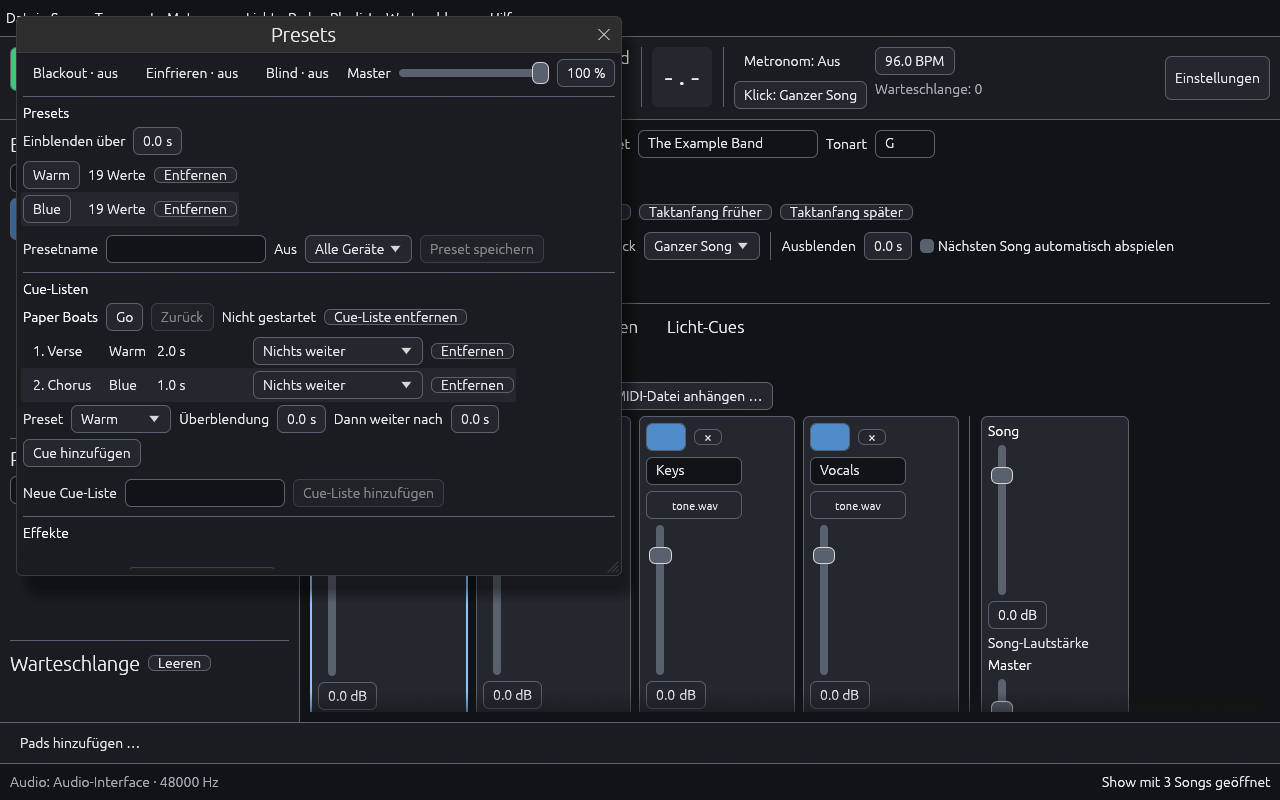 Presets
Blackout · aus Einfrieren · aus Blind · aus Master 100 %
- . -
Metronom: Aus 96.0 BPM
Klick: Ganzer Song Warteschlange: 0
Einstellungen
Presets
Einblenden über 0.0 s
The Example Band Tonart G
Warm 19 Werte Entfernen
Blue 19 Werte Entfernen
Taktanfang früher Taktanfang später
Presetname Aus Alle Geräte Preset speichern
Ganzer Song Ausblenden 0.0 s Nächsten Song automatisch abspielen
Cue-Listen
Paper Boats Go Zurück Nicht gestartet Cue-Liste entfernen
Licht-Cues
1. Verse Warm 2.0 s Nichts weiter Entfernen
2. Chorus Blue 1.0 s Nichts weiter Entfernen
MIDI-Datei anhängen …
Preset Warm Überblendung 0.0 s Dann weiter nach 0.0 s
Cue hinzufügen
Neue Cue-Liste Cue-Liste hinzufügen
Effekte
× × Song
Keys Vocals
tone.wav tone.wav
0.0 dB
Song-Lautstärke
Master
Warteschlange Leeren
0.0 dB 0.0 dB 0.0 dB 0.0 dB
Pads hinzufügen …
Audio: Audio-Interface · 48000 Hz Show mit 3 Songs geöffnet